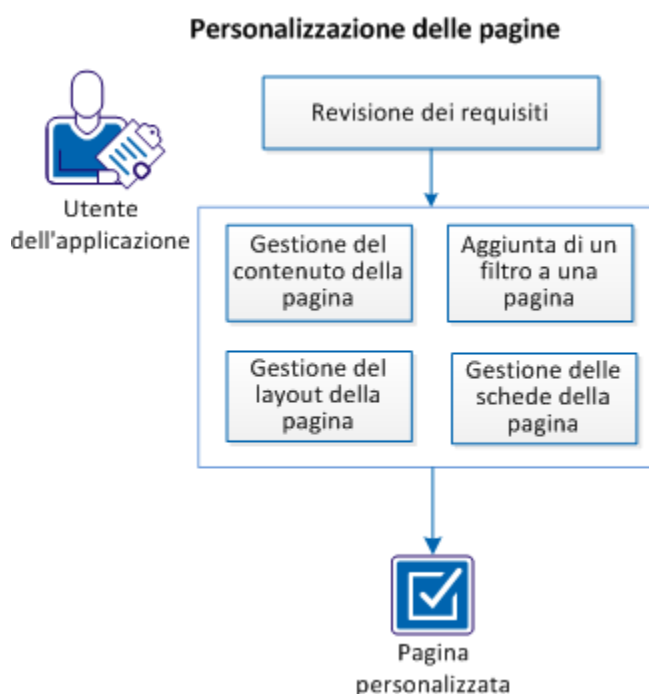 Personalizzazione delle pagine
Revisione dei requisiti
Utente
dell'applicazione
Gestione del
contenuto della
pagina
Aggiunta di un
filtro a una
pagina
Gestione del
layout della
pagina
Gestione delle
schede della
pagina
Pagina
personalizzata